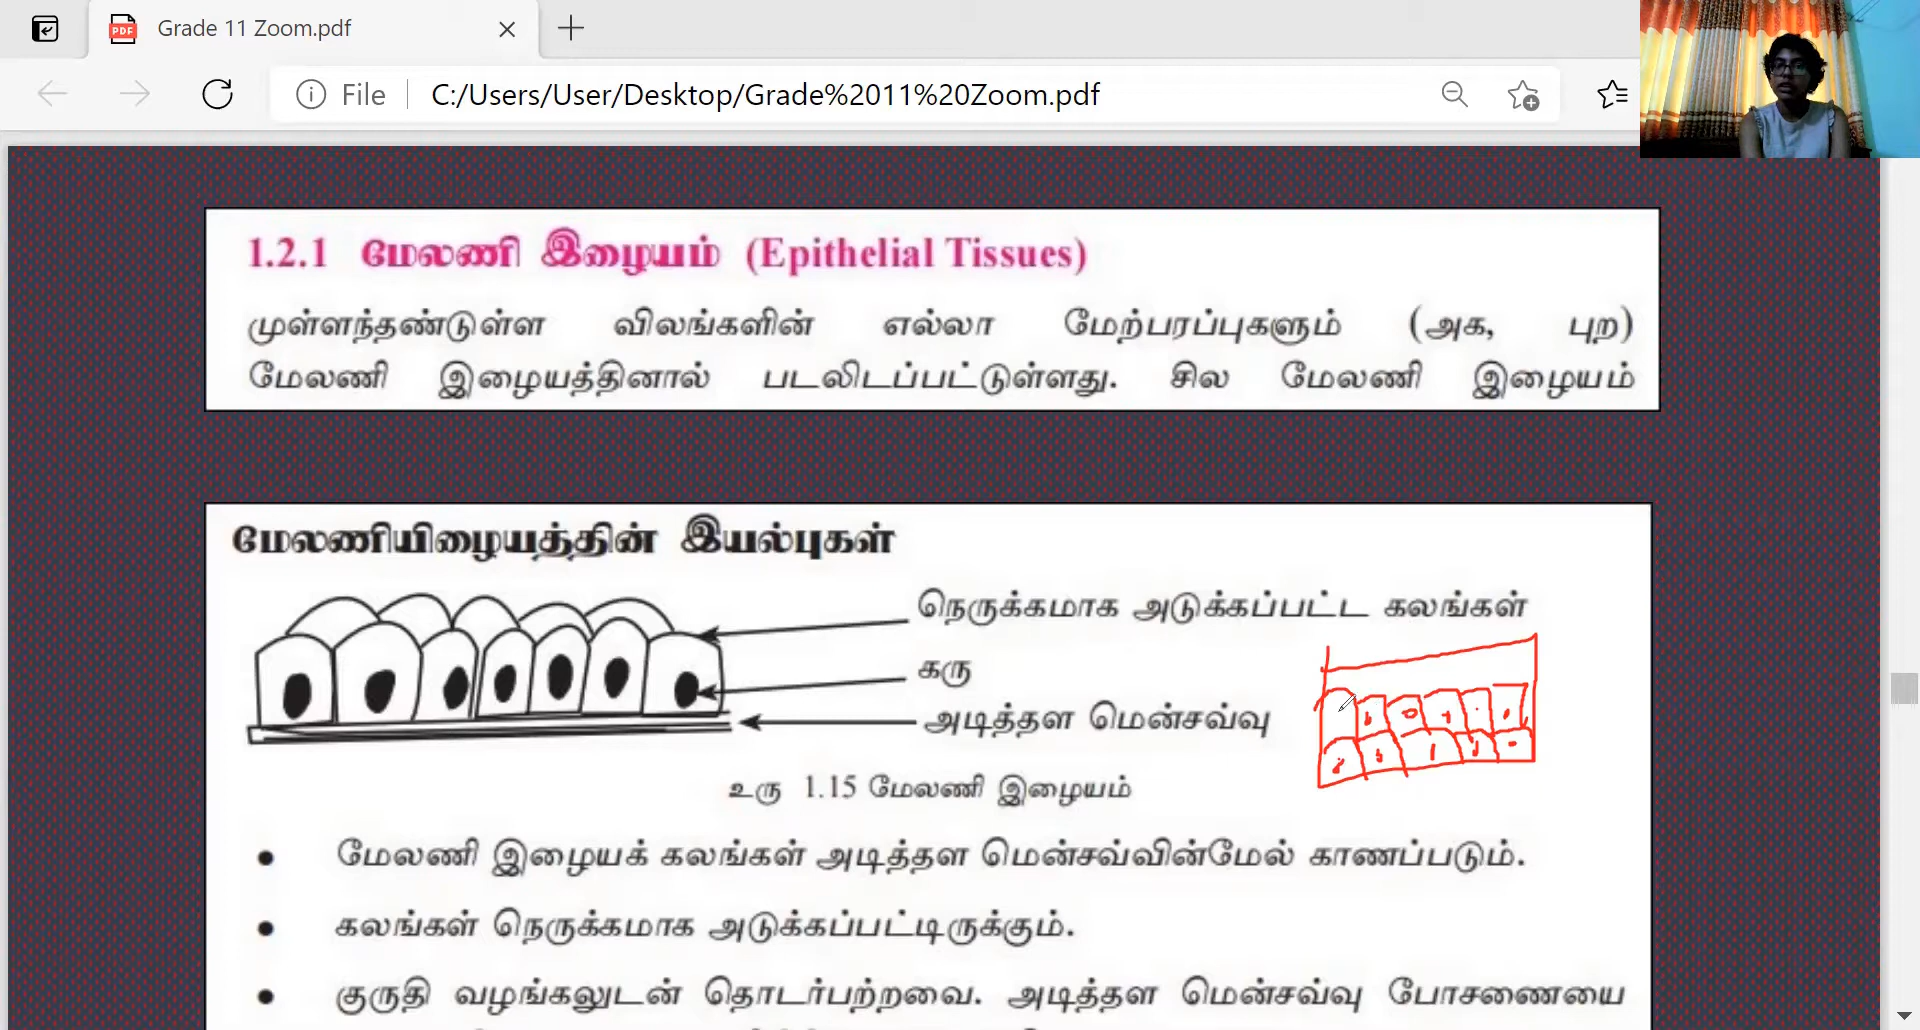 Grade 11 Zoom.pdf
File C:/Users/User/Desktop/Grade%2011%20Zoom.pdf
1.2.1 மேலணி இழையம் (Epithelial Tissues)
முள்ளந்தண்டுள்ள விலங்களின் எல்லா மேற்பரப்புகளும் (அக, புற)
மேலணி இழையத்தினால் படலிடப்பட்டுள்ளது. சில மேலணி இழையம்
மேலணியிழையத்தின் இயல்புகள்
நெருக்கமாக அடுக்கப்பட்ட கலங்கள்
கரு
அடித்தள மென்சவ்வு
உரு 1.15 மேலணி இழையம்
• மேலணி இழையக் கலங்கள் அடித்தள மென்சவ்வின்மேல் காணப்படும்.
• கலங்கள் நெருக்கமாக அடுக்கப்பட்டிருக்கும்.
• குருதி வழங்கலுடன் தொடர்பற்றவை. அடித்தள மென்சவ்வு போசணையை